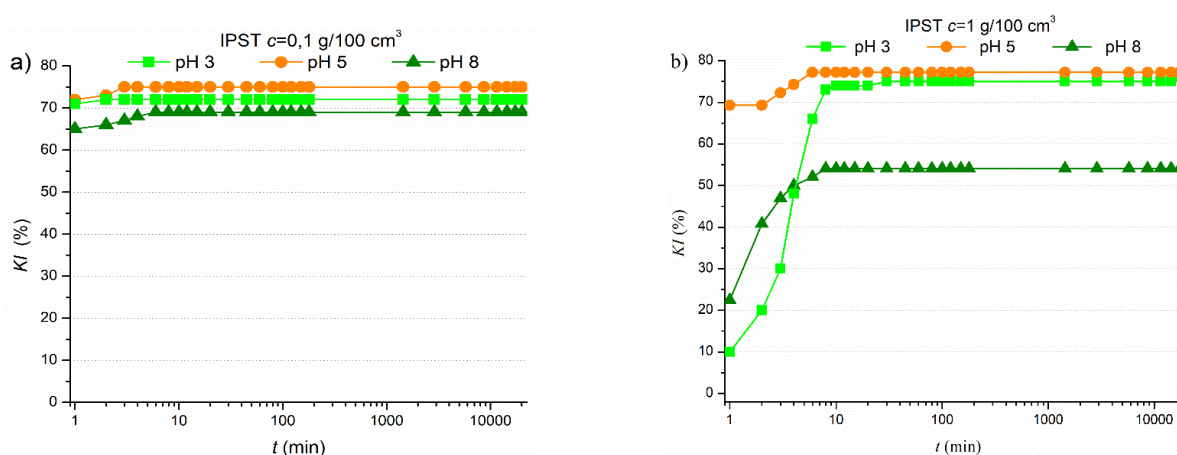 IPST c=0,1 g/100 cm³
a)
pH 3 pH 5 pH 8
80
70
60
50
40
30
20
10
0
KI (%)
1 10 100 1000 10000
t (min)
IPST c=1 g/100 cm³
b)
pH 3 pH 5 pH 8
80
70
60
50
40
30
20
10
0
KI (%)
1 10 100 1000 10000
t (min)